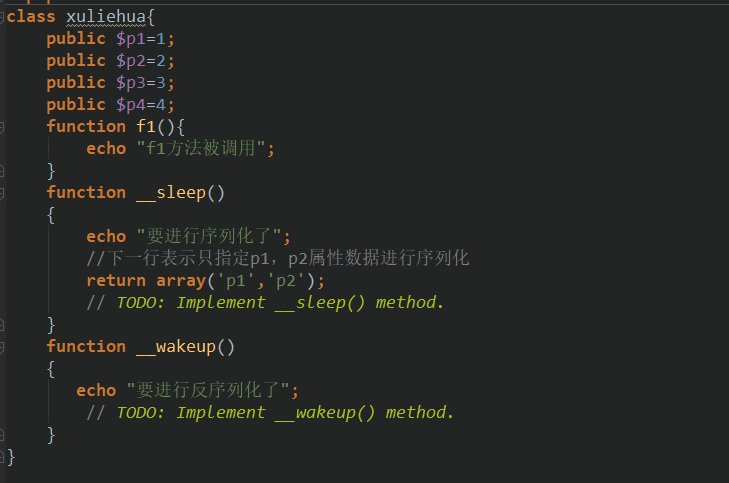 class xuliehua{
    public $p1=1;
    public $p2=2;
    public $p3=3;
    public $p4=4;
    function f1(){
        echo "f1方法被调用";
    }
    function __sleep()
    {
        echo "要进行序列化了";
        //下一行表示只指定p1，p2属性数据进行序列化
        return array('p1','p2');
        // TODO: Implement __sleep() method.
    }
    function __wakeup()
    {
       echo "要进行反序列化了";
        // TODO: Implement __wakeup() method.
    }
}